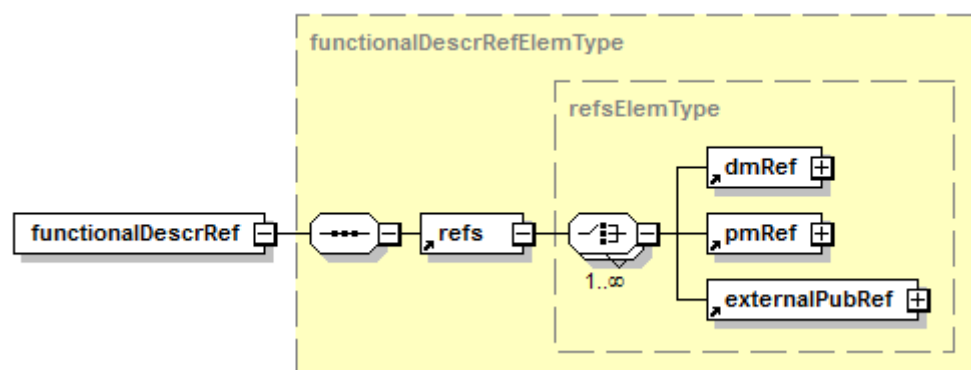 functionalDescrRefElemType
refsElemType
dmRef
functionalDescrRef
refs
pmRef
1..∞
externalPubRef